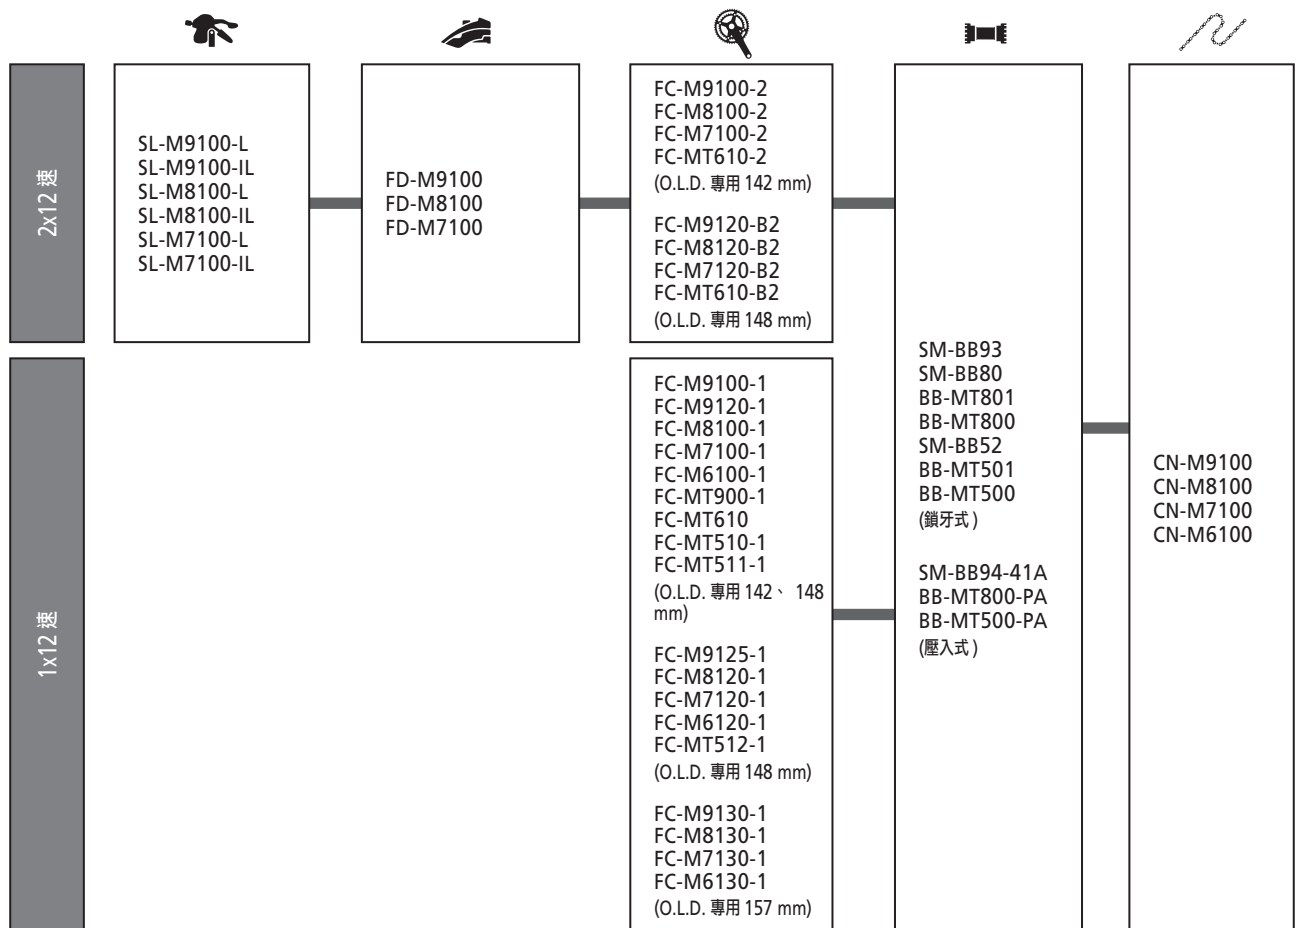 2x12 速
SL-M9100-L
SL-M9100-IL
SL-M8100-L
SL-M8100-IL
SL-M7100-L
SL-M7100-IL
FD-M9100
FD-M8100
FD-M7100
FC-M9100-2
FC-M8100-2
FC-M7100-2
FC-MT610-2
(O.L.D. 專用 142 mm)
FC-M9120-B2
FC-M8120-B2
FC-M7120-B2
FC-MT610-B2
(O.L.D. 專用 148 mm)
1x12 速
FC-M9100-1
FC-M9120-1
FC-M8100-1
FC-M7100-1
FC-M6100-1
FC-MT900-1
FC-MT610
FC-MT510-1
FC-MT511-1
(O.L.D. 專用 142、 148
mm)
FC-M9125-1
FC-M8120-1
FC-M7120-1
FC-M6120-1
FC-MT512-1
(O.L.D. 專用 148 mm)
FC-M9130-1
FC-M8130-1
FC-M7130-1
FC-M6130-1
(O.L.D. 專用 157 mm)
SM-BB93
SM-BB80
BB-MT801
BB-MT800
SM-BB52
BB-MT501
BB-MT500
(鎖牙式 )
SM-BB94-41A
BB-MT800-PA
BB-MT500-PA
(壓入式 )
CN-M9100
CN-M8100
CN-M7100
CN-M6100